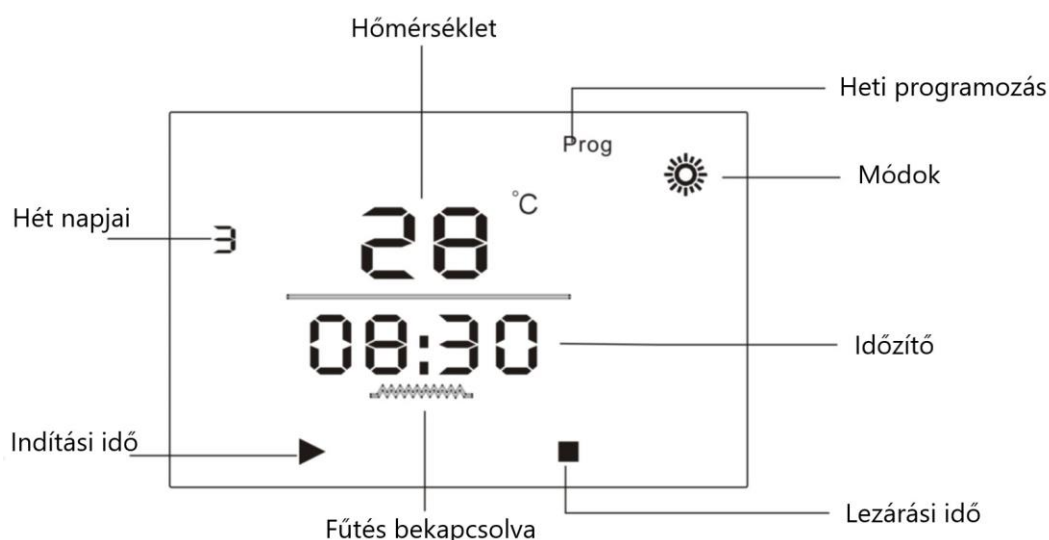 Hőmérséklet
Heti programozás
Prog
Módok
°C
Hét napjai
3
28
08:30
Időzítő
Indítási idő
Lezárási idő
Fűtés bekapcsolva